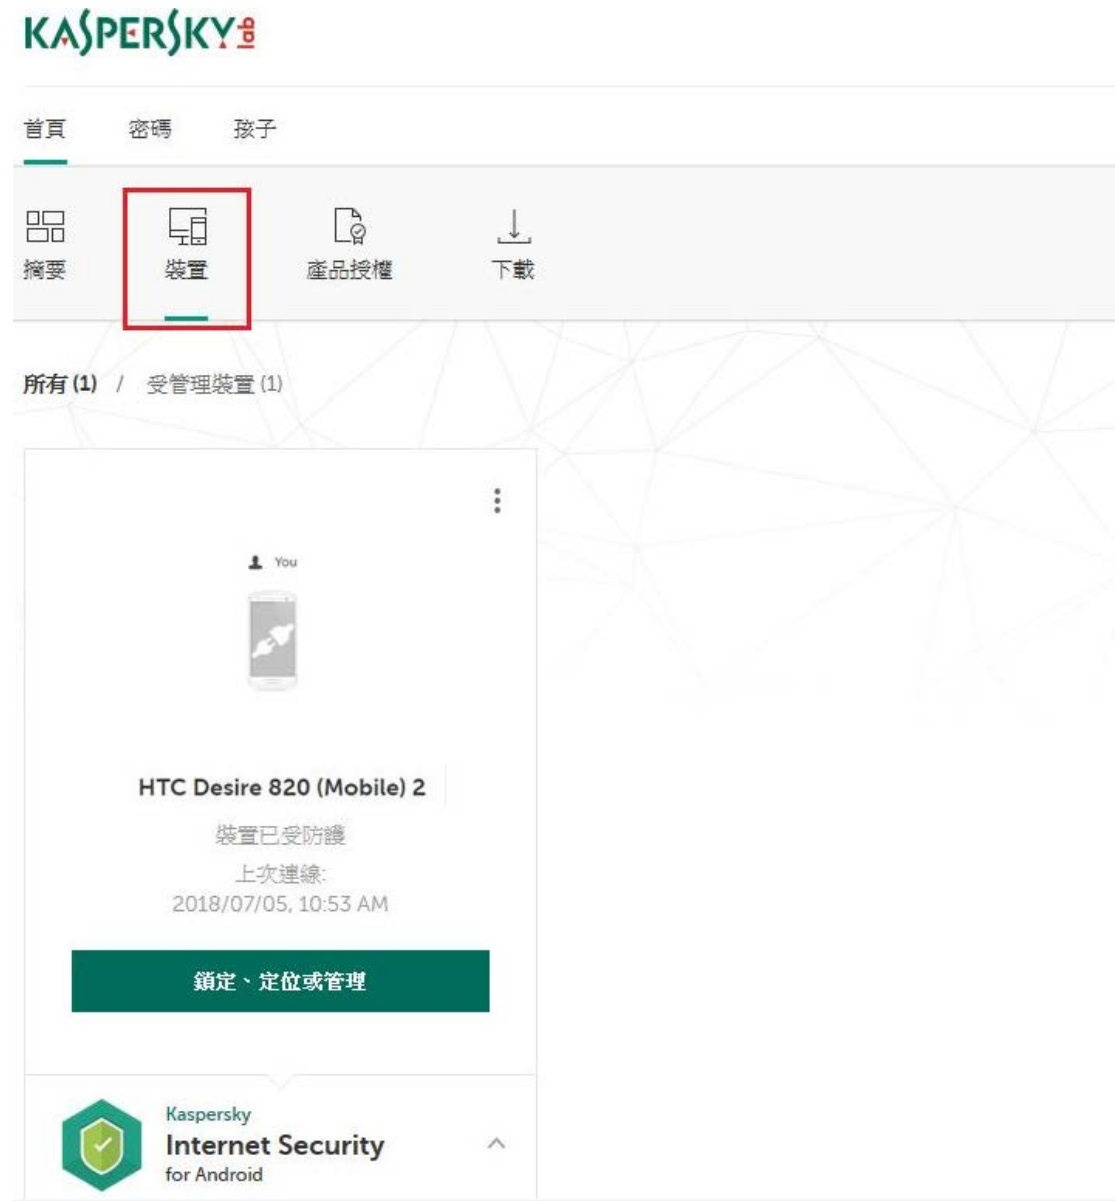 KASPERSKY lab
首頁 密碼 孩子
摘要 裝置 產品授權 下載
所有 (1) / 受管理裝置 (1)
You
HTC Desire 820 (Mobile) 2
裝置已受防護
上次連線:
2018/07/05, 10:53 AM
鎖定、定位或管理
Kaspersky
Internet Security
for Android